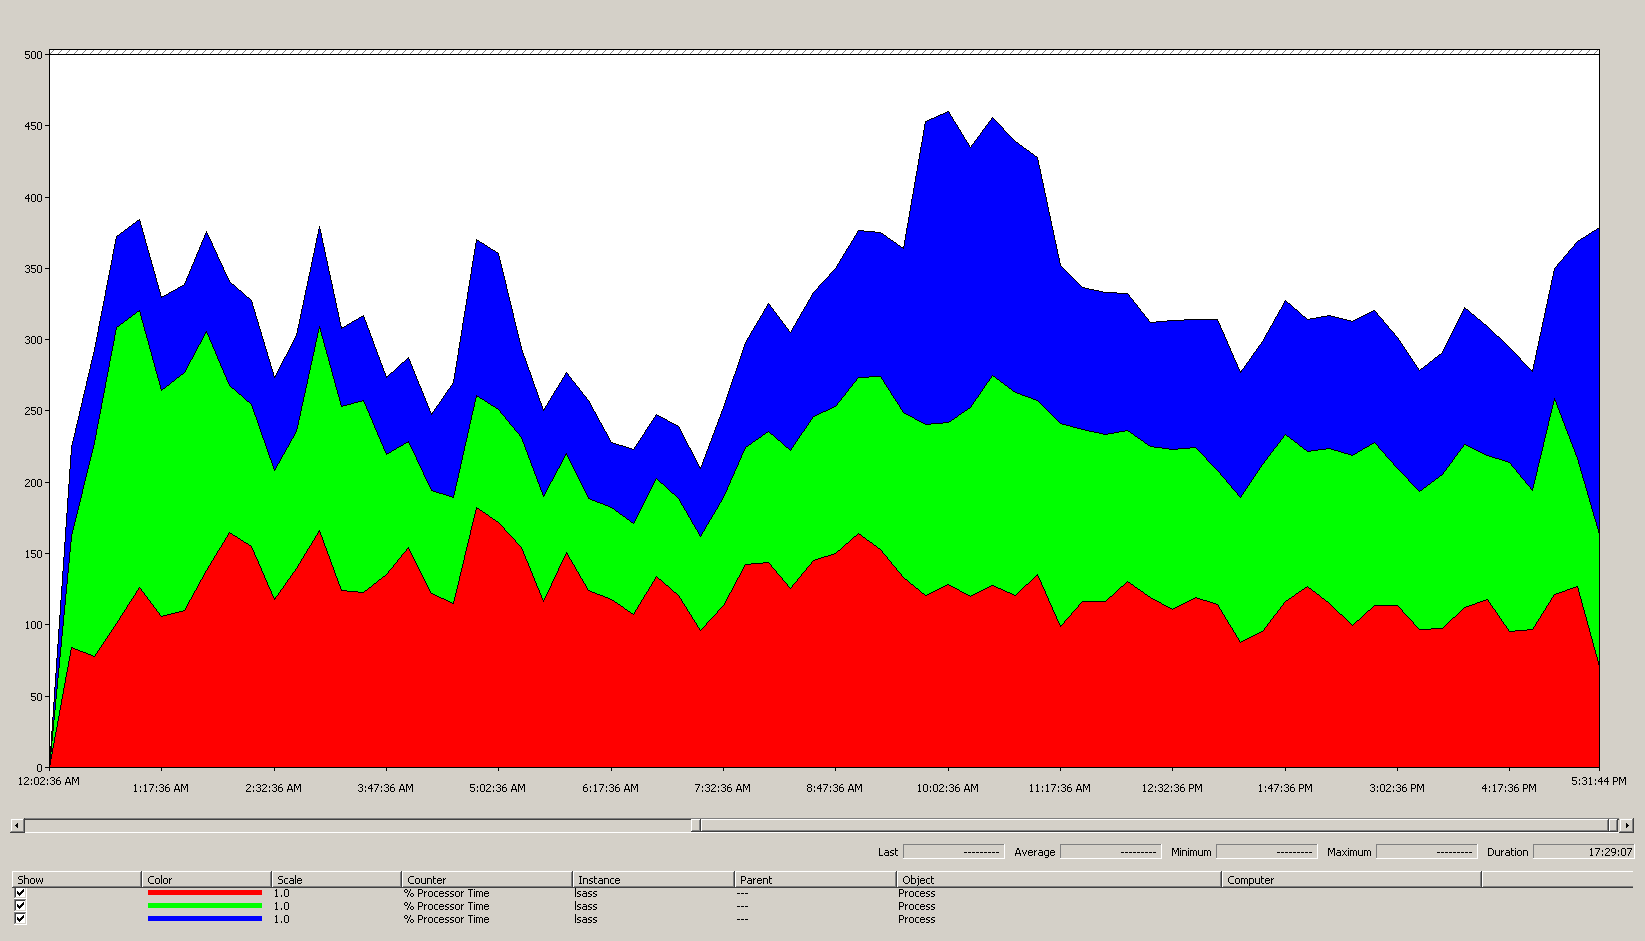 500
450
400
350
300
250
200
150
100
50
0
12:02:36 AM 1:17:36 AM 2:32:36 AM 3:47:36 AM 5:02:36 AM 6:17:36 AM 7:32:36 AM 8:47:36 AM 10:02:36 AM 11:17:36 AM 12:32:36 PM 1:47:36 PM 3:02:36 PM 4:17:36 PM 5:31:44 PM
Last --------- Average --------- Minimum --------- Maximum --------- Duration 17:29:07
Show Color Scale Counter Instance Parent Object Computer
1.0 % Processor Time lsass --- Process
1.0 % Processor Time lsass --- Process
1.0 % Processor Time lsass --- Process